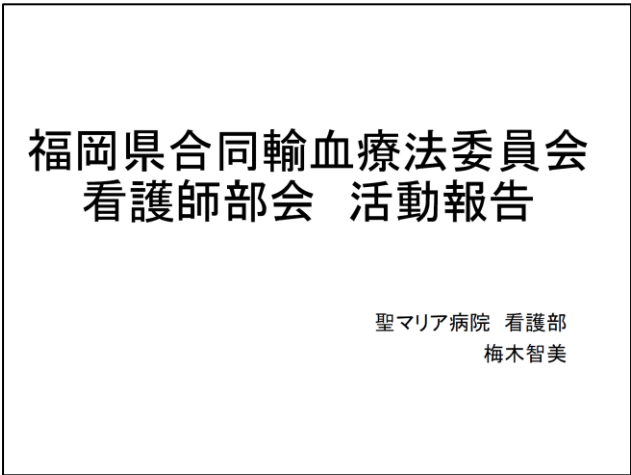 福岡県合同輸血療法委員会
看護師部会　活動報告
聖マリア病院　看護部
梅木智美